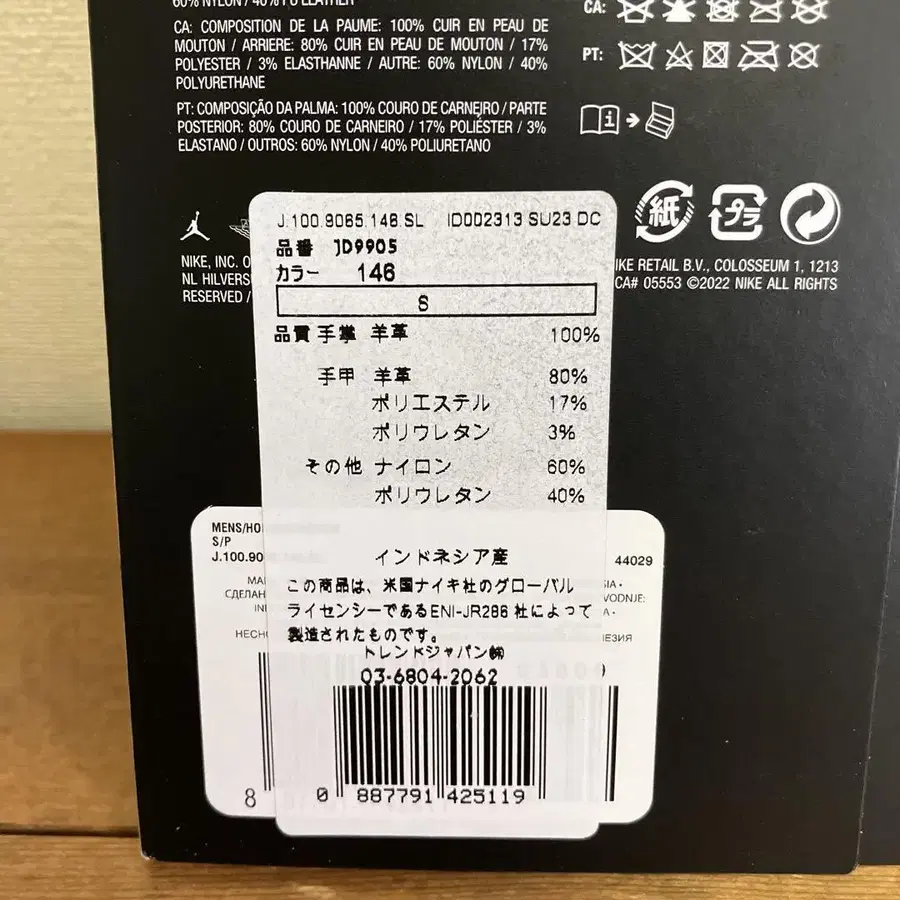 60% NYLON / 40% PU LEATHER
CA: COMPOSITION DE LA PAUME: 100% CUIR EN PEAU DE
MOUTON / ARRIERE: 80% CUIR EN PEAU DE MOUTON / 17%
POLYESTER / 3% ELASTHANNE / AUTRE: 60% NYLON / 40%
POLYURETHANE
PT: COMPOSIÇÃO DA PALMA: 100% COURO DE CARNEIRO / PARTE
POSTERIOR: 80% COURO DE CARNEIRO / 17% POLIÉSTER / 3%
ELASTANO / OUTROS: 60% NYLON / 40% POLIURETANO
CA:
PT:
紙
プラ
NIKE, INC. O
NL HILVERS
RESERVED /
IKE RETAIL B.V., COLOSSEUM 1, 1213
CA# 05553 ©2022 NIKE ALL RIGHTS
J.100.9065.146.SL ID002313 SU23 DC
品番 JD9905
カラー 146
S
品質 手掌 羊革 100%
手甲 羊革 80%
ポリエステル 17%
ポリウレタン 3%
その他 ナイロン 60%
ポリウレタン 40%
インドネシア産
この商品は、米国ナイキ社のグローバル
ライセンシーであるENI-JR286 社によって
製造されたものです。
トレンドジャパン㈱
03-6804-2062
0 887791 425119
MENS/HO
S/P
J.100.90
44029
MA
СДЕЛАН
HECH
SIA •
VODNJE:
A •
НЕЗИЯ
8